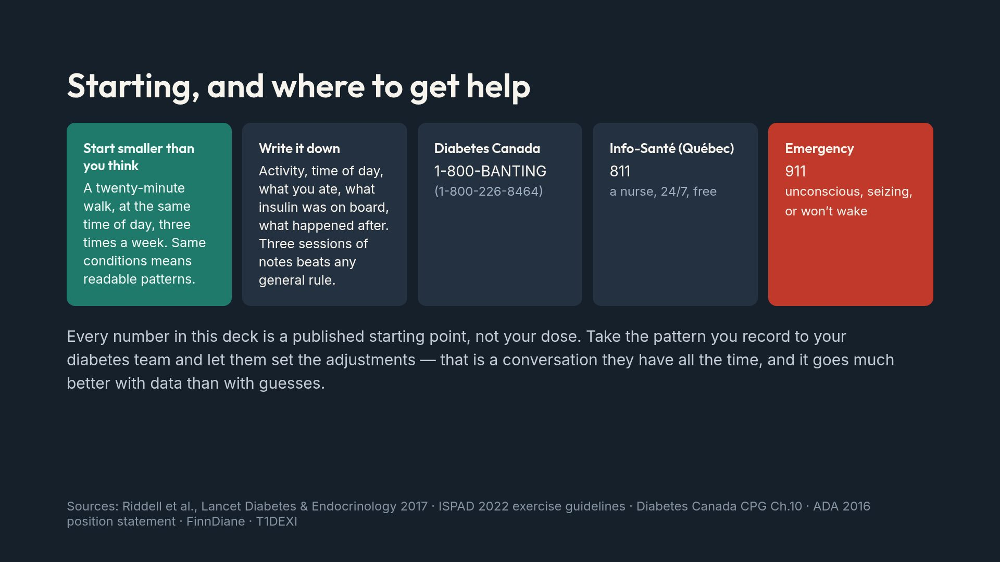 Starting, and where to get help
Start smaller than
you think
A twenty-minute
walk, at the same
time of day, three
times a week. Same
conditions means
readable patterns.
Write it down
Activity, time of day,
what you ate, what
insulin was on board,
what happened after.
Three sessions of
notes beats any
general rule.
Diabetes Canada
1-800-BANTING
(1-800-226-8464)
Info-Santé (Québec)
811
a nurse, 24/7, free
Emergency
911
unconscious, seizing,
or won’t wake
Every number in this deck is a published starting point, not your dose. Take the pattern you record to your
diabetes team and let them set the adjustments — that is a conversation they have all the time, and it goes much
better with data than with guesses.
Sources: Riddell et al., Lancet Diabetes & Endocrinology 2017 · ISPAD 2022 exercise guidelines · Diabetes Canada CPG Ch.10 · ADA 2016
position statement · FinnDiane · T1DEXI